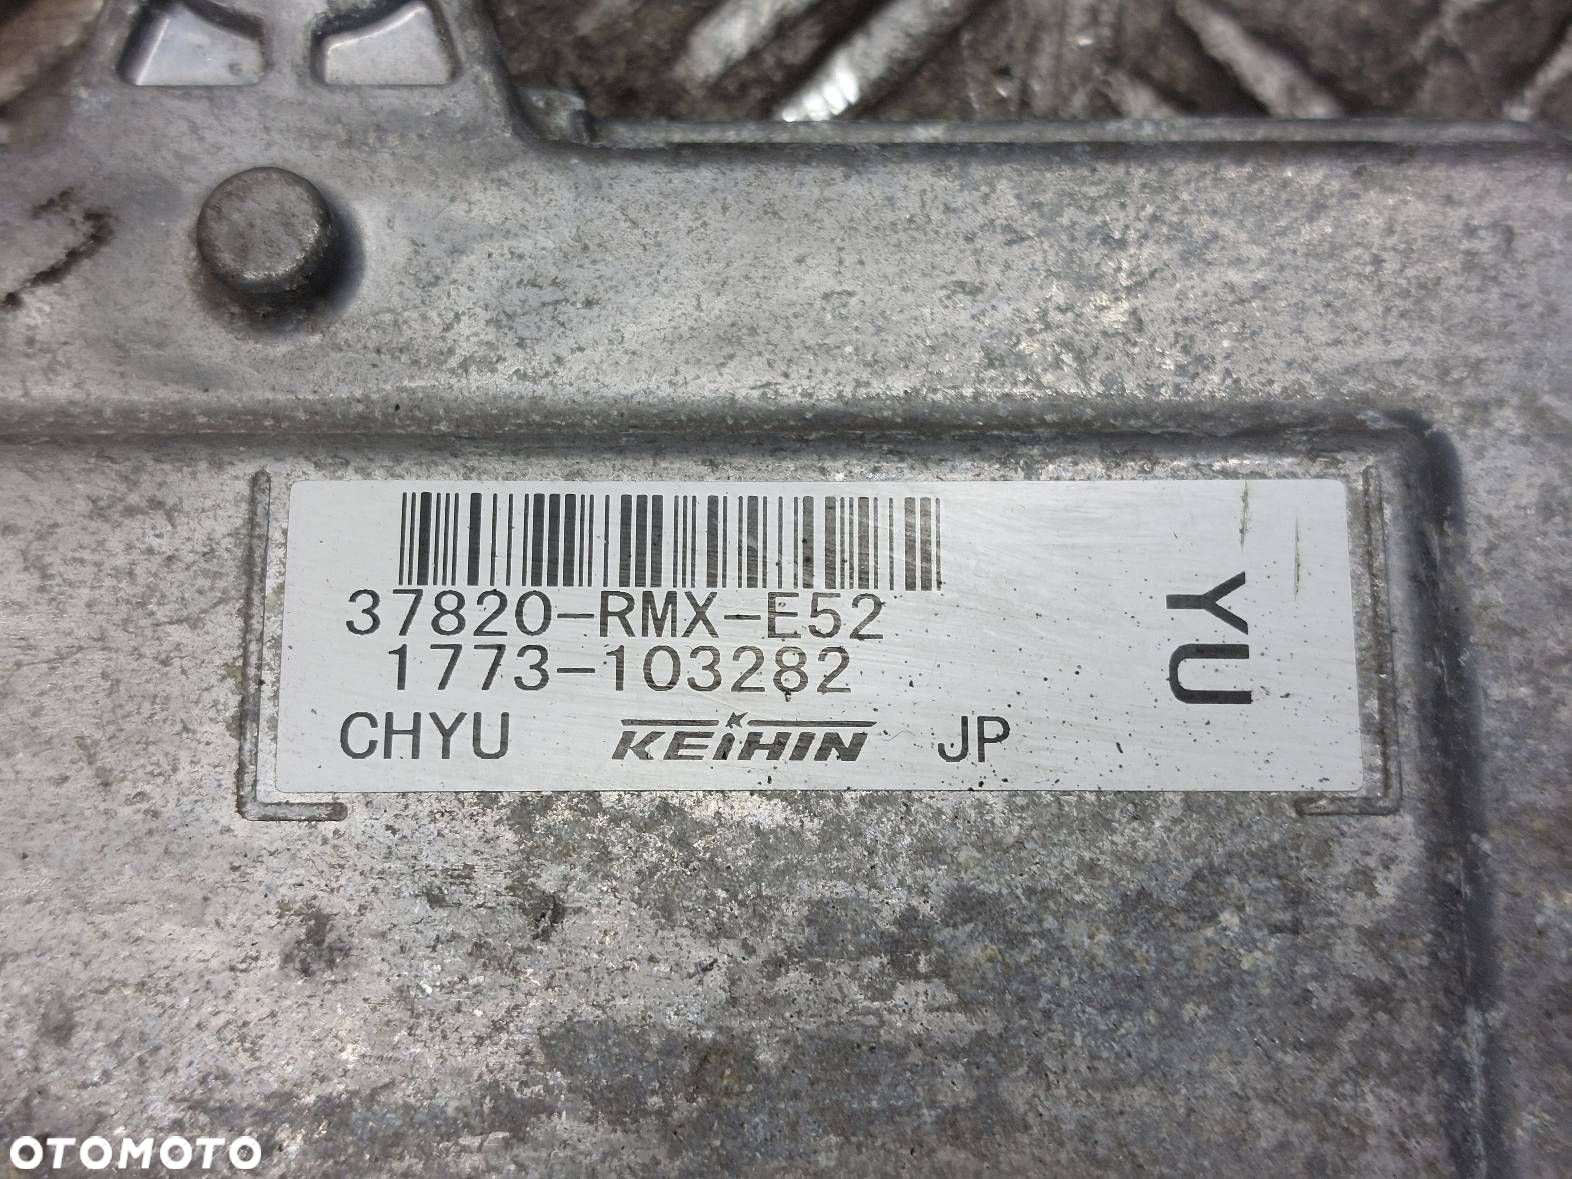 37820-RMX-E52
1773-103282
CHYU KEIHIN JP
YU
OTOMOTO